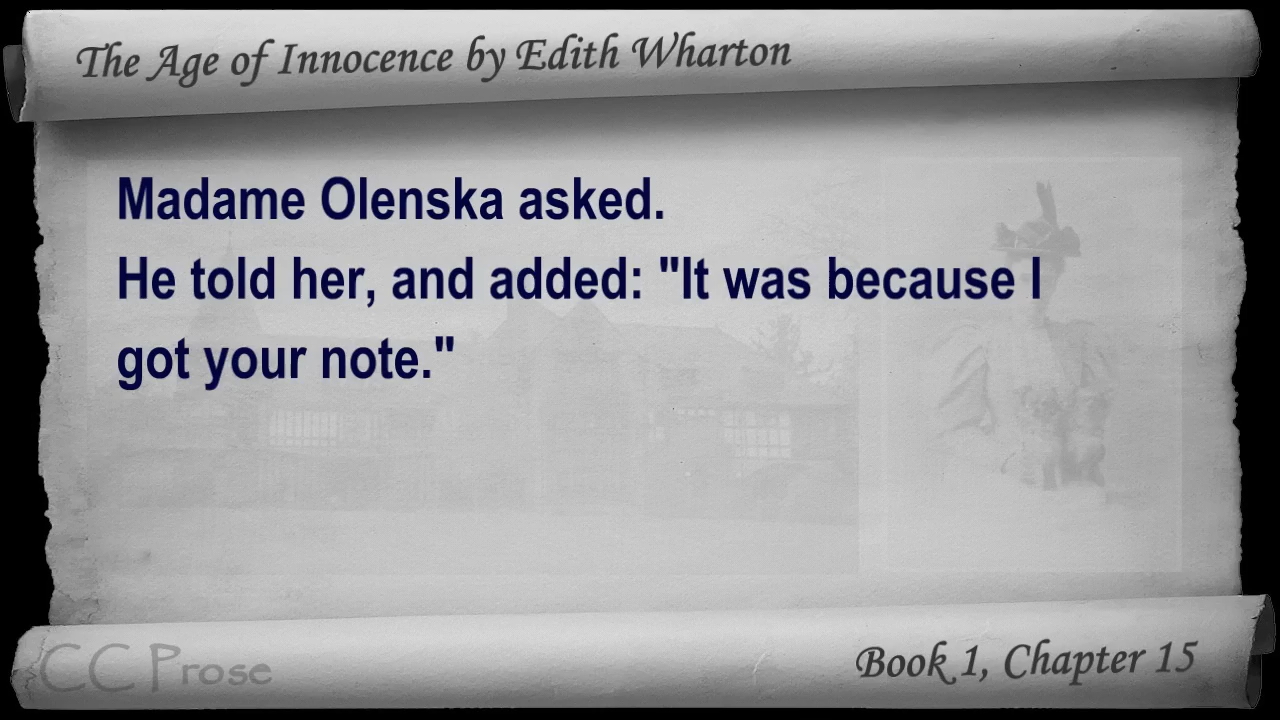 The Age of Innocence by Edith Wharton
Madame Olenska asked.
He told her, and added: "It was because I
got your note."
CC Prose
Book 1, Chapter 15